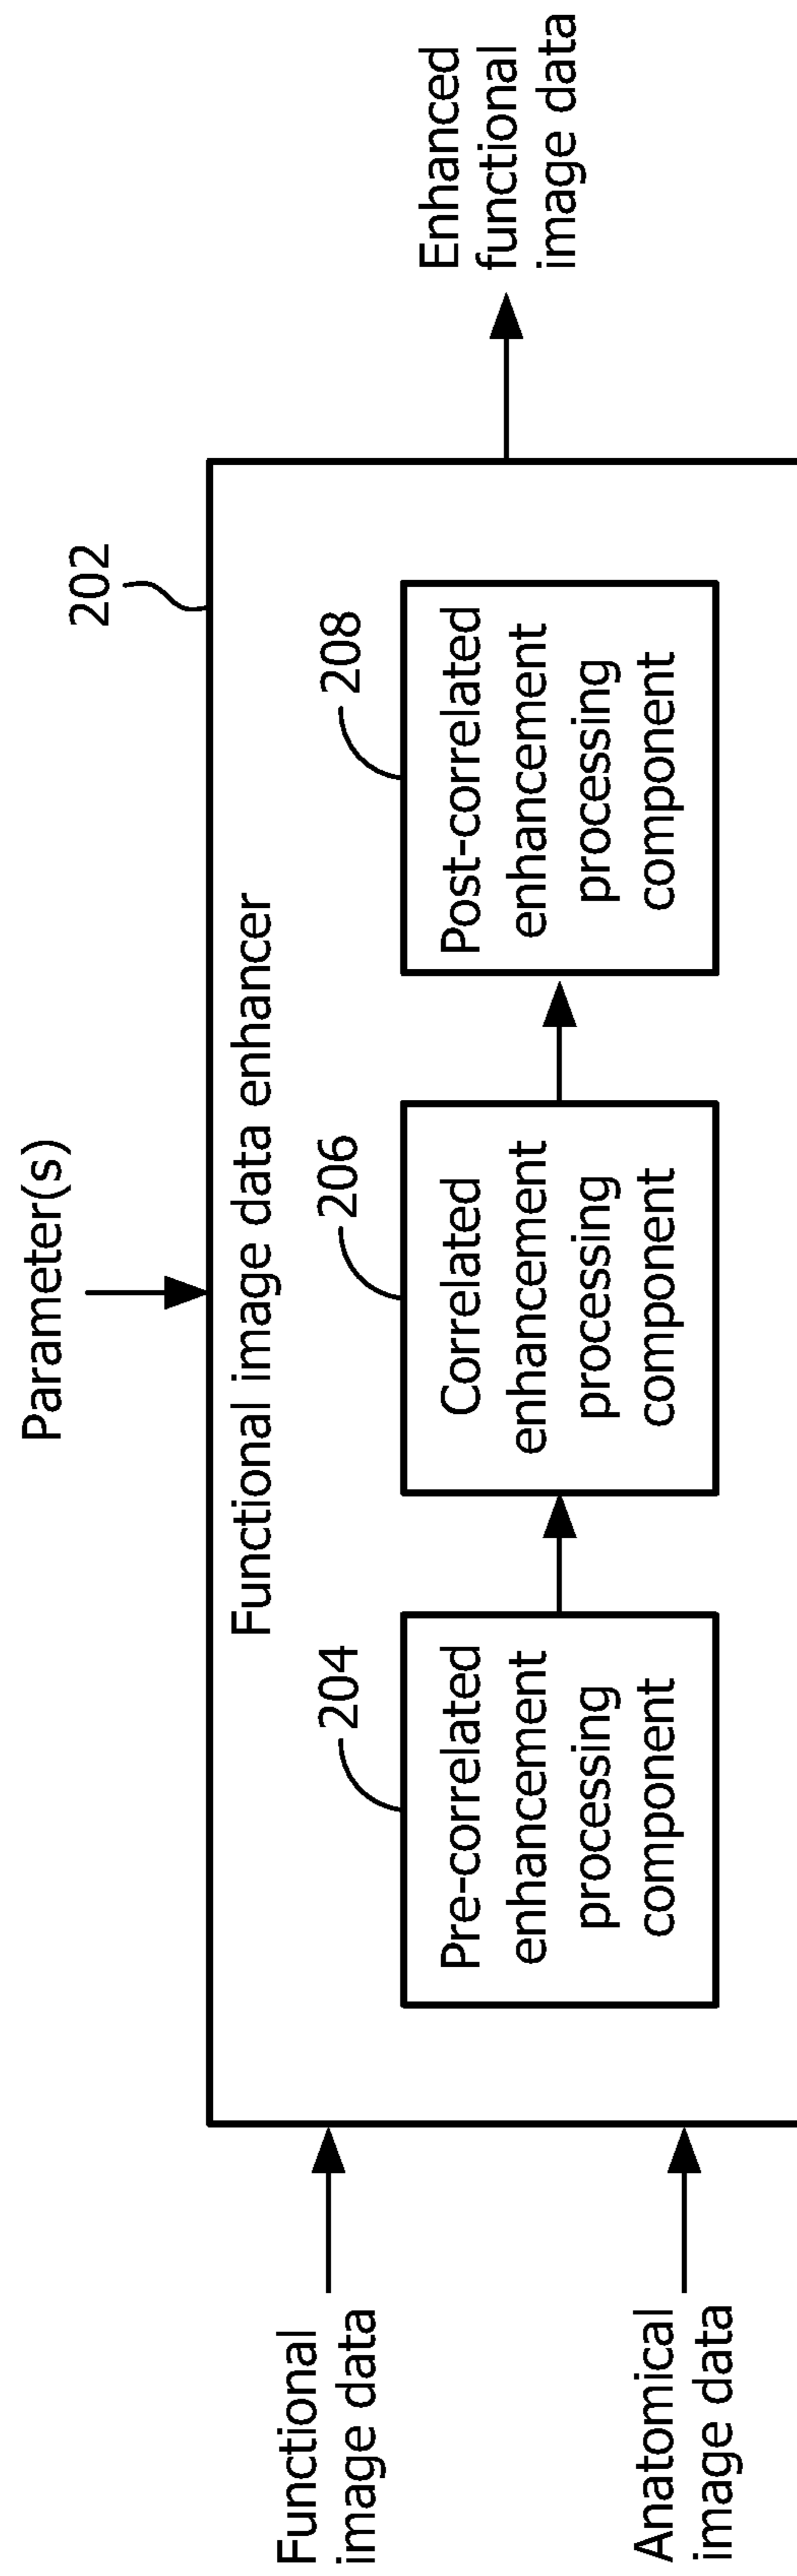 Parameter(s)
202
Functional image data enhancer
Functional
image data
Anatomical
image data
204
Pre-correlated
enhancement
processing
component
206
Correlated
enhancement
processing
component
208
Post-correlated
enhancement
processing
component
Enhanced
functional
image data